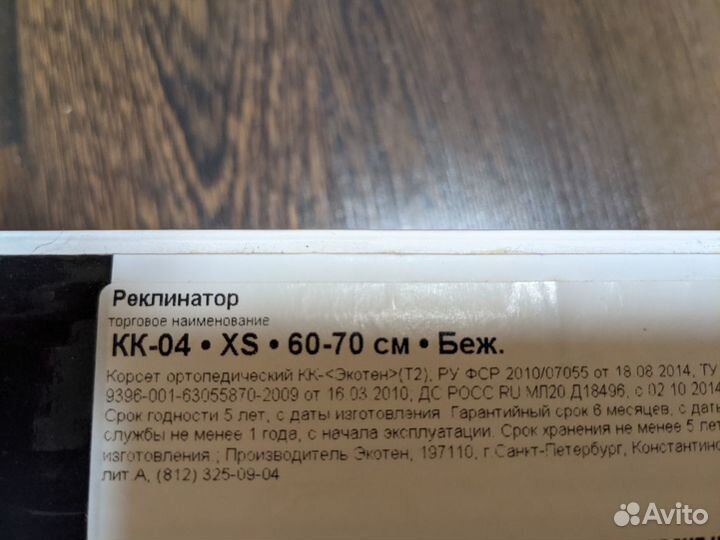 Реклинатор
торговое наименование
КК-04 • XS • 60-70 см • Беж.
Корсет ортопедический КК-<Экотен>(Т2), РУ ФСР 2010/07055 от 18.08.2014, ТУ
9396-001-63055870-2009 от 16.03.2010, ДС РОСС RU МЛ20 Д18496, с 02.10.2014
Срок годности 5 лет, с даты изготовления. Гарантийный срок 6 месяцев, с даты
службы не менее 1 года, с начала эксплуатации. Срок хранения не менее 5 лет
изготовления.; Производитель Экотен, 197110, г.Санкт-Петербург, Константино
лит.А, (812) 325-09-04
Avito